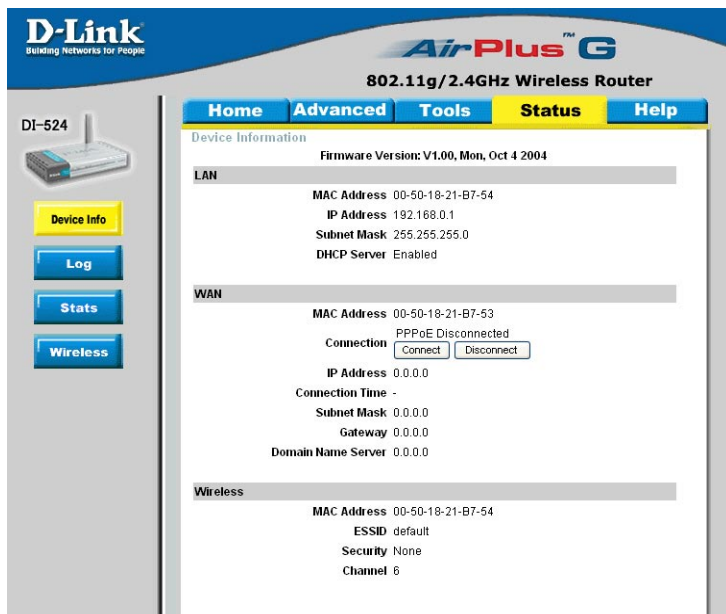 D-Link
Building Networks for People
AirPlus G™
802.11g/2.4GHz Wireless Router
DI-524
Home
Advanced
Tools
Status
Help
Device Info
Log
Stats
Wireless
Device Information
Firmware Version: V1.00, Mon, Oct 4 2004
LAN
MAC Address 00-50-18-21-B7-54
IP Address 192.168.0.1
Subnet Mask 255.255.255.0
DHCP Server Enabled
WAN
MAC Address 00-50-18-21-B7-53
Connection PPPoE Disconnected
Connect Disconnect
IP Address 0.0.0.0
Connection Time -
Subnet Mask 0.0.0.0
Gateway 0.0.0.0
Domain Name Server 0.0.0.0
Wireless
MAC Address 00-50-18-21-B7-54
ESSID default
Security None
Channel 6